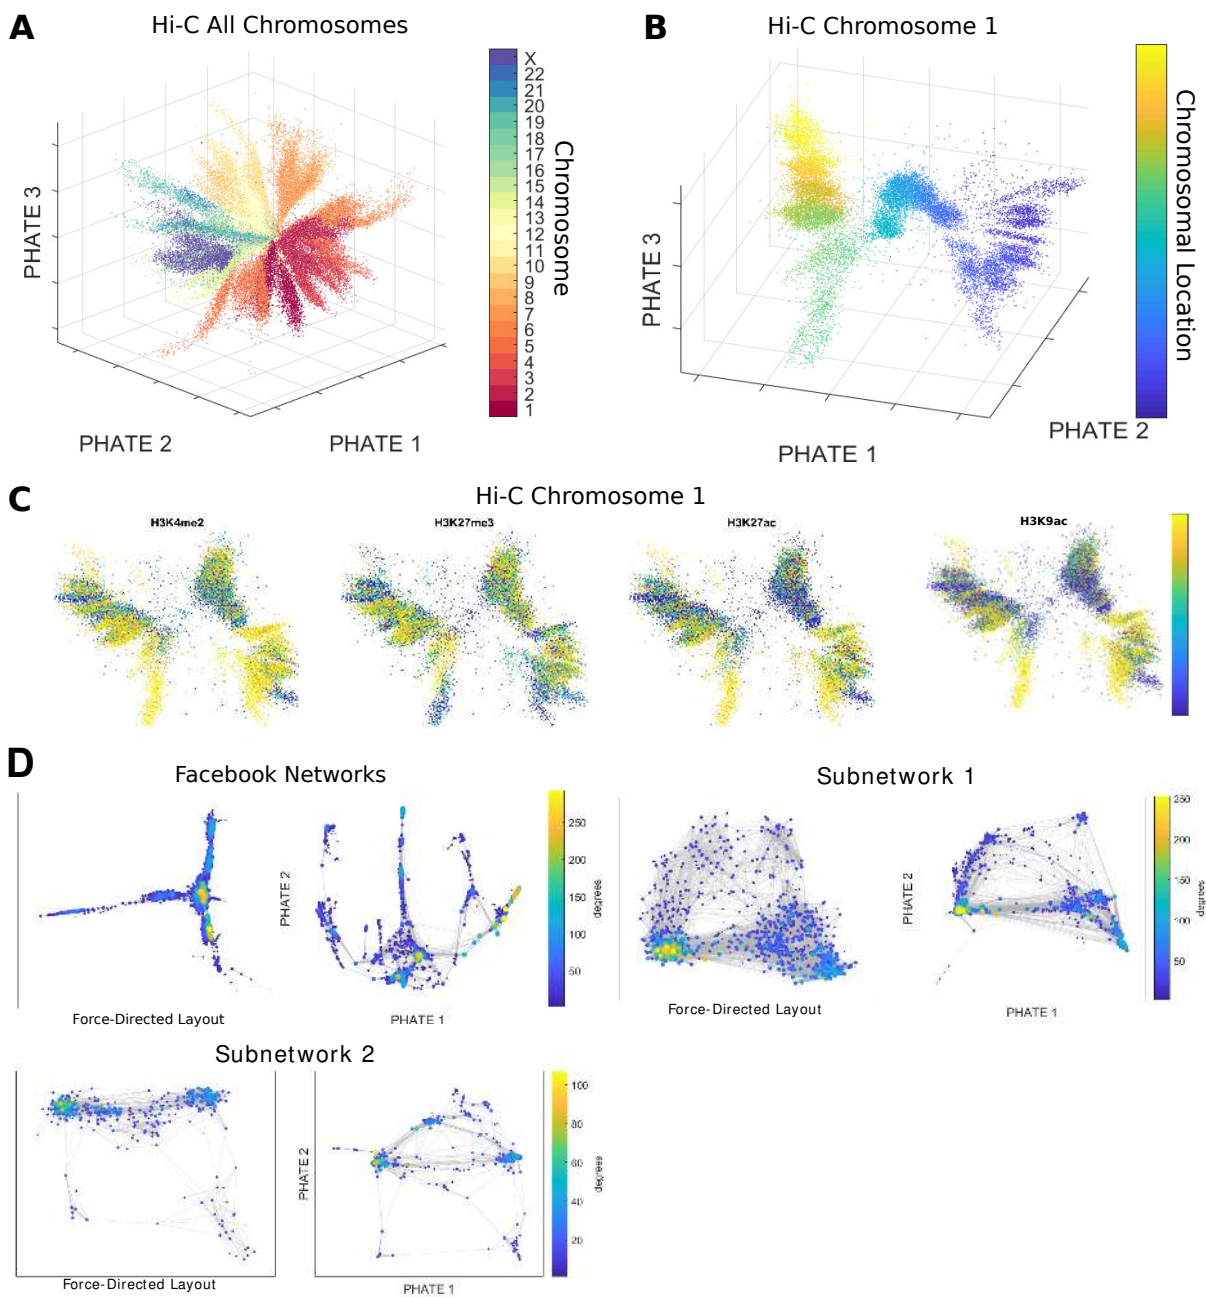 A
Hi-C All Chromosomes
PHATE 3
PHATE 2
PHATE 1
X
22
21
20
19
18
17
16
15
14
13
12
11
10
9
8
7
6
5
4
3
2
1
Chromosome
B
Hi-C Chromosome 1
PHATE 3
PHATE 1
PHATE 2
Chromosomal Location
C
Hi-C Chromosome 1
H3K4me2
H3K27me3
H3K27ac
H3K9ac
D
Facebook Networks
Force-Directed Layout
PHATE 2
PHATE 1
250
200
150
100
50
degrees
Subnetwork 1
Force-Directed Layout
PHATE 2
PHATE 1
250
200
150
100
50
degrees
Subnetwork 2
Force-Directed Layout
PHATE 2
PHATE 1
100
80
60
40
20
degrees